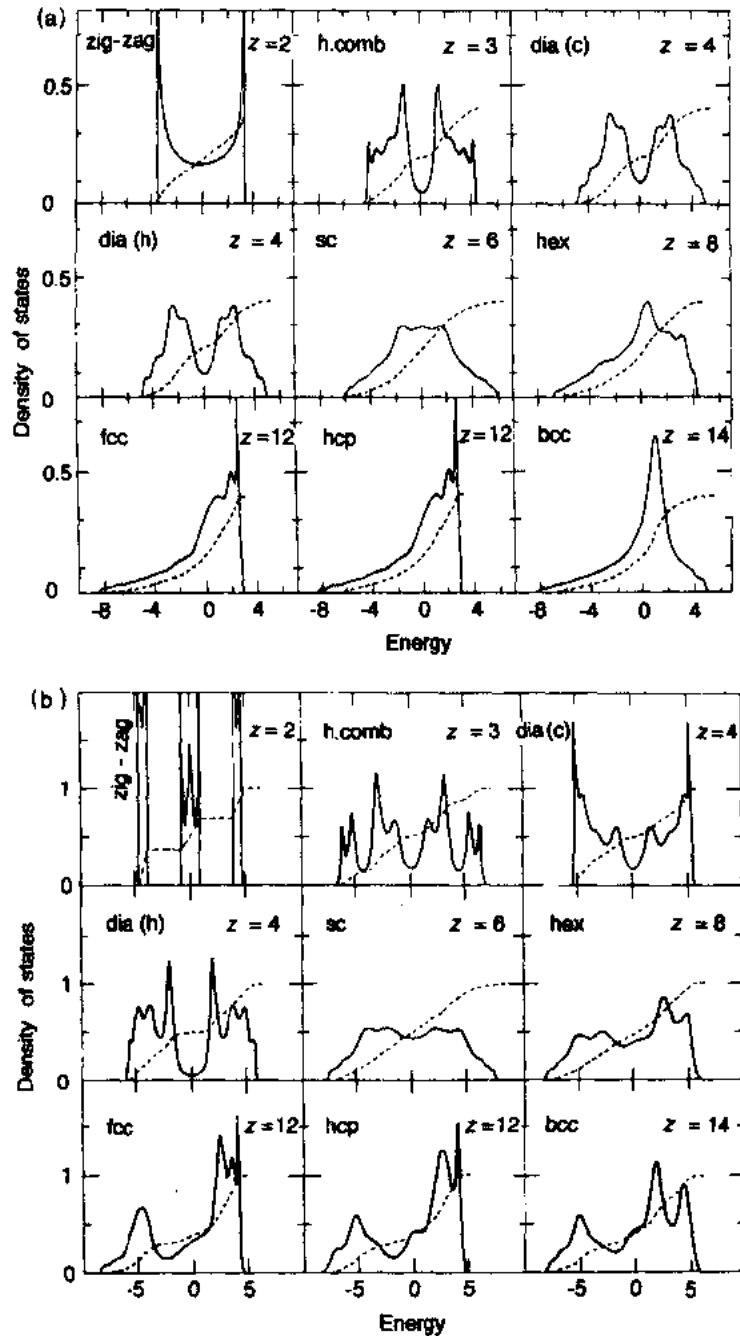 (a)
zig-zag z=2 h.comb z = 3 dia (c) z = 4
0.5
0
dia (h) z = 4 sc z = 6 hex z = 8
0.5
0
fcc z=12 hcp z=12 bcc z = 14
0.5
0
-8 -4 0 4 -8 -4 0 4 -8 -4 0 4
Density of states
Energy
(b)
2
zig - zag z=2 h.comb z = 3 dia(c) z=4
1
0
dia (h) z = 4 sc z = 6 hex z = 8
1
0
fcc z=12 hcp z=12 bcc z = 14
1
0
-5 0 5 -5 0 5 -5 0 5
Density of states
Energy